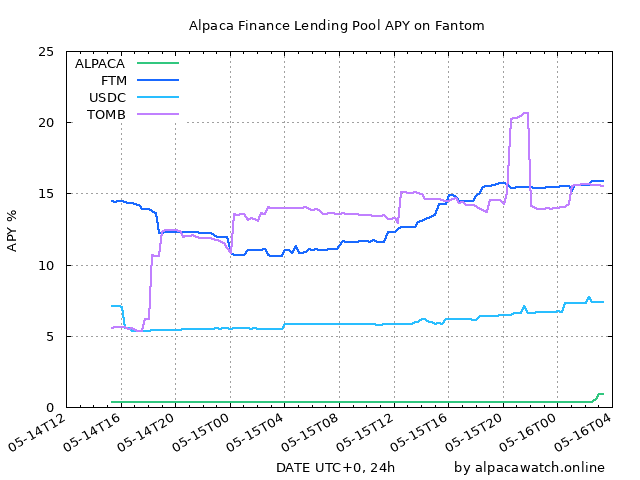 Alpaca Finance Lending Pool APY on Fantom
25
20
15
10
5
0
APY %
ALPACA
FTM
USDC
TOMB
05-14T12
05-14T16
05-14T20
05-15T00
05-15T04
05-15T08
05-15T12
05-15T16
05-15T20
05-16T00
05-16T04
DATE UTC+0, 24h
by alpacawatch.online